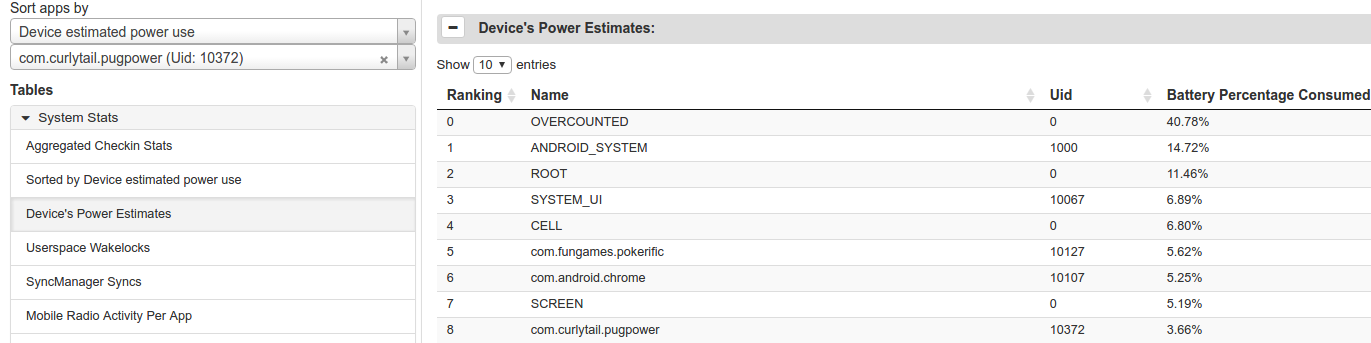 Sort apps by
Device estimated power use
com.curlytail.pugpower (Uid: 10372) ×
Tables
System Stats
Aggregated Checkin Stats
Sorted by Device estimated power use
Device's Power Estimates
Userspace Wakelocks
SyncManager Syncs
Mobile Radio Activity Per App
Device's Power Estimates:
Show 10 entries
Ranking Name Uid Battery Percentage Consumed
0 OVERCOUNTED 0 40.78%
1 ANDROID_SYSTEM 1000 14.72%
2 ROOT 0 11.46%
3 SYSTEM_UI 10067 6.89%
4 CELL 0 6.80%
5 com.fungames.pokerific 10127 5.62%
6 com.android.chrome 10107 5.25%
7 SCREEN 0 5.19%
8 com.curlytail.pugpower 10372 3.66%